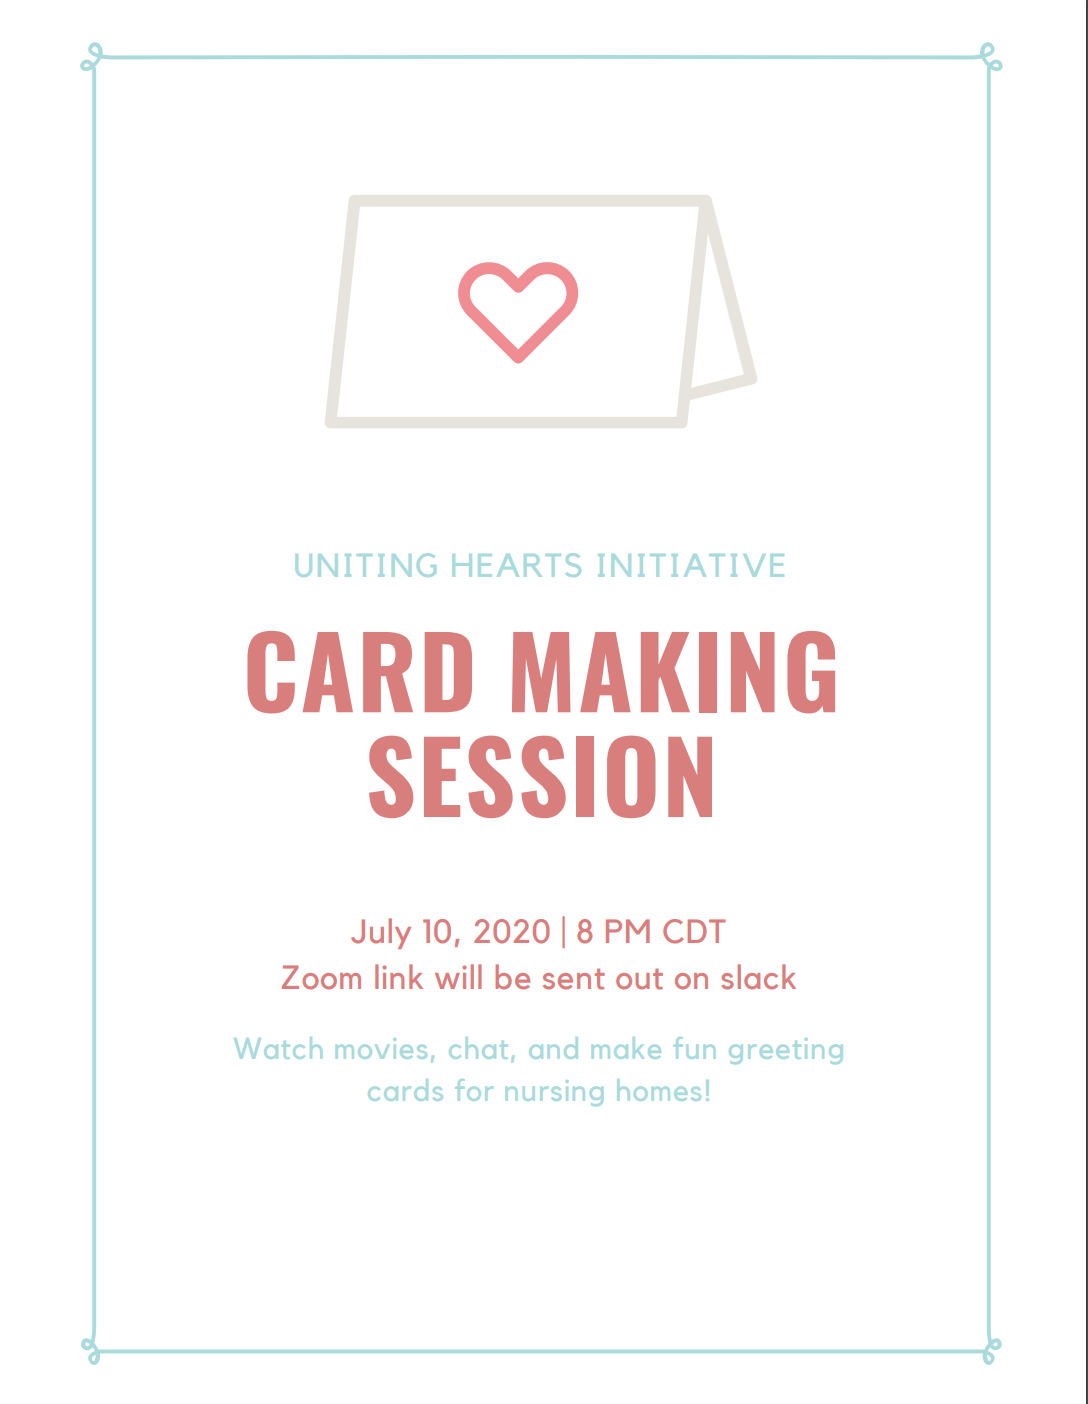 UNITING HEARTS INITIATIVE
CARD MAKING
SESSION
July 10, 2020 | 8 PM CDT
Zoom link will be sent out on slack
Watch movies, chat, and make fun greeting
cards for nursing homes!